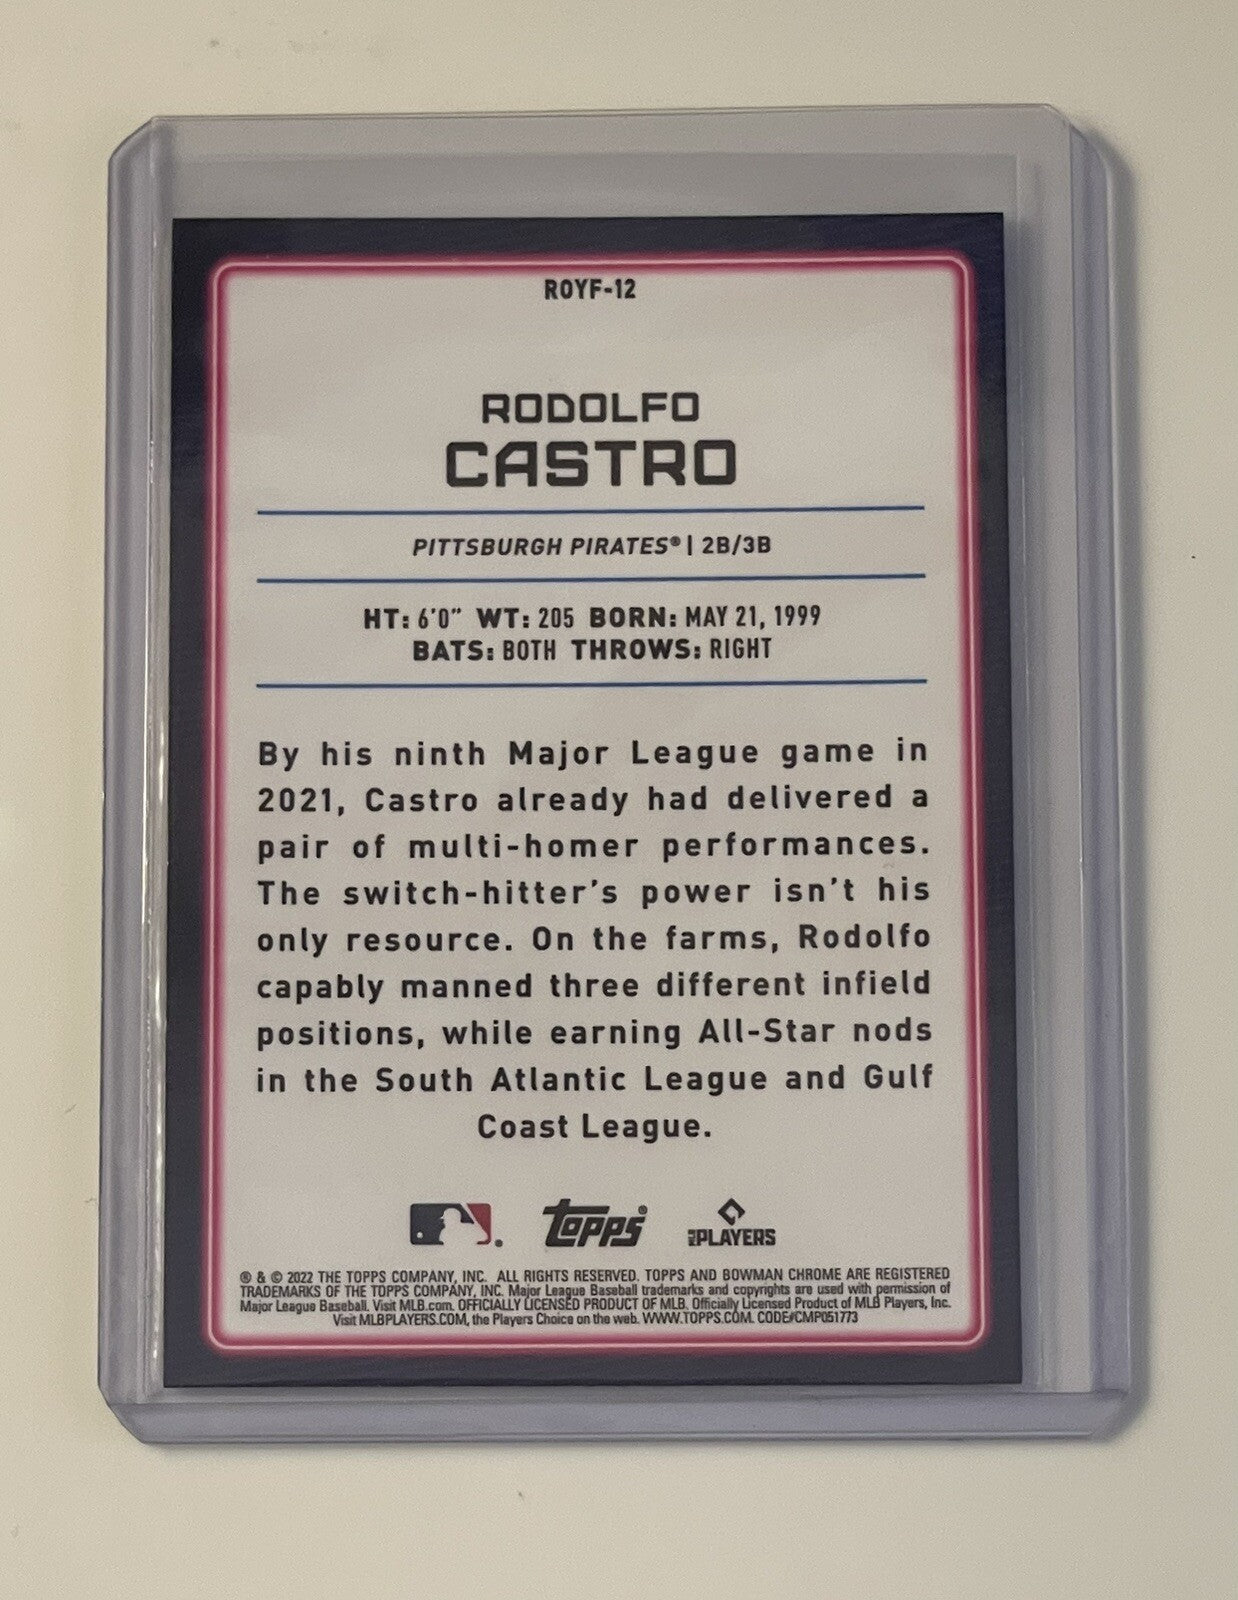 ROYF-12
RODOLFO
CASTRO
PITTSBURGH PIRATES® | 2B/3B
HT: 6'0" WT: 205 BORN: MAY 21, 1999
BATS: BOTH THROWS: RIGHT
By his ninth Major League game in
2021, Castro already had delivered a
pair of multi-homer performances.
The switch-hitter's power isn't his
only resource. On the farms, Rodolfo
capably manned three different infield
positions, while earning All-Star nods
in the South Atlantic League and Gulf
Coast League.
topps® MLB PLAYERS
® & © 2022 THE TOPPS COMPANY, INC. ALL RIGHTS RESERVED. TOPPS AND BOWMAN CHROME ARE REGISTERED
TRADEMARKS OF THE TOPPS COMPANY, INC. Major League Baseball trademarks and copyrights are used with permission of
Major League Baseball. Visit MLB.com. OFFICIALLY LICENSED PRODUCT OF MLB. Officially Licensed Product of MLB Players, Inc.
Visit MLBPLAYERS.COM, the Players Choice on the web. WWW.TOPPS.COM. CODE#CMP051773